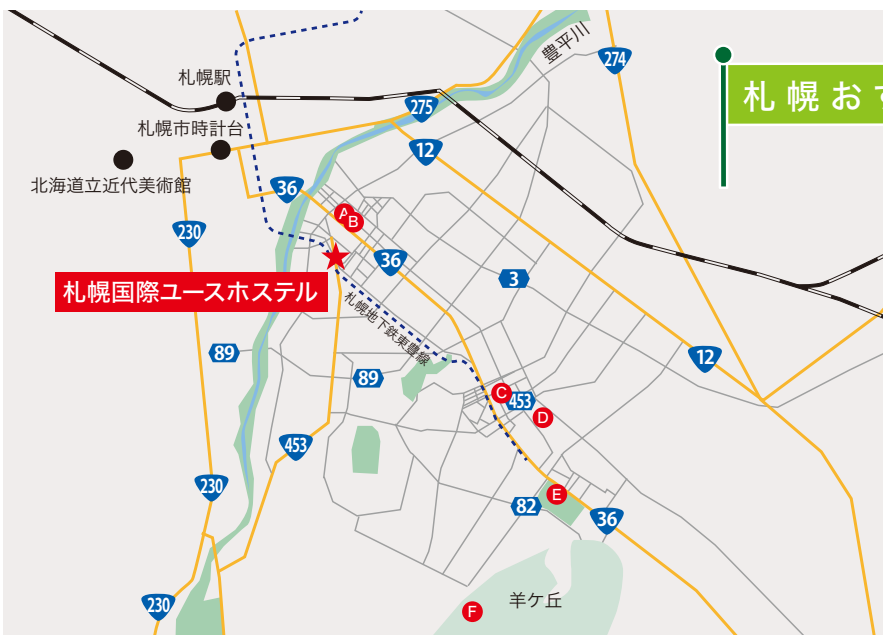 豊平川
274
札幌駅
275
札幌おす
札幌市時計台
12
北海道立近代美術館
36
A
B
230
36
3
札幌国際ユースホステル
札幌地下鉄東豊線
89
89
12
C
453
D
453
230
E
82
36
230
F
羊ケ丘